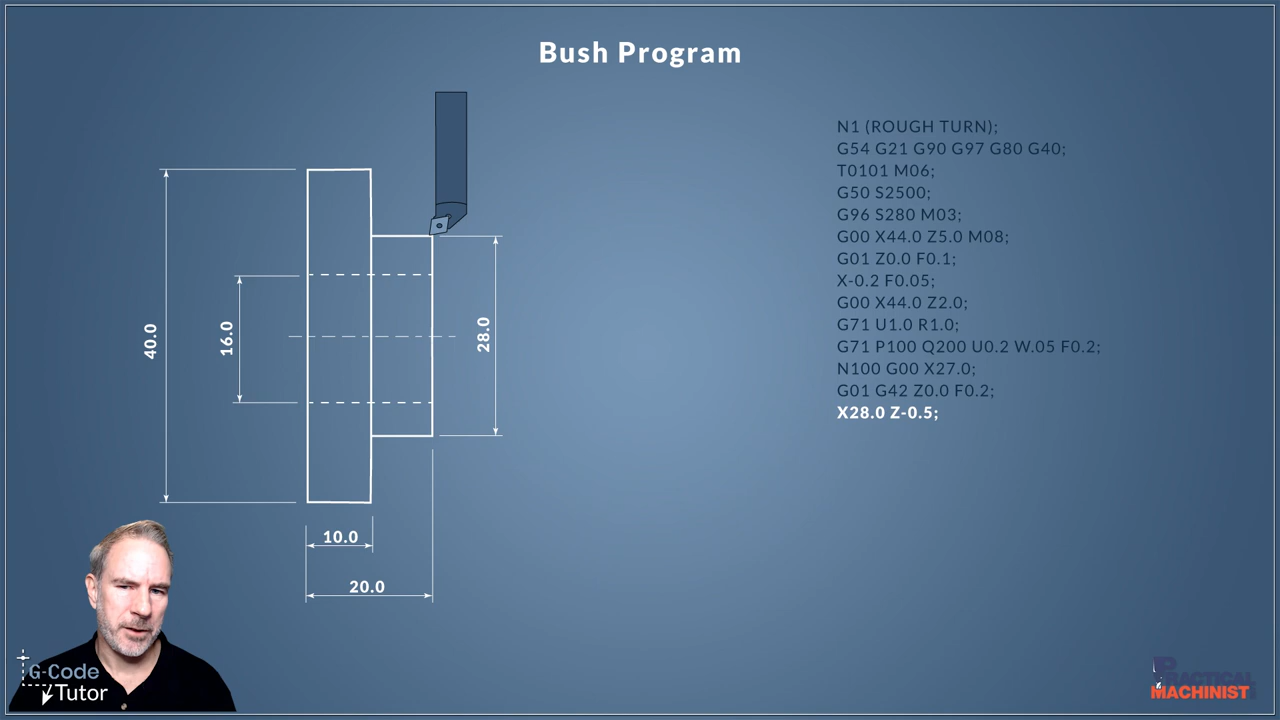 Bush Program
N1 (ROUGH TURN);
G54 G21 G90 G97 G80 G40;
T0101 M06;
G50 S2500;
G96 S280 M03;
G00 X44.0 Z5.0 M08;
G01 Z0.0 F0.1;
X-0.2 F0.05;
G00 X44.0 Z2.0;
G71 U1.0 R1.0;
G71 P100 Q200 U0.2 W.05 F0.2;
N100 G00 X27.0;
G01 G42 Z0.0 F0.2;
X28.0 Z-0.5;
40.0
16.0
28.0
10.0
20.0
G-Code
Tutor
PRACTICAL
MACHINIST